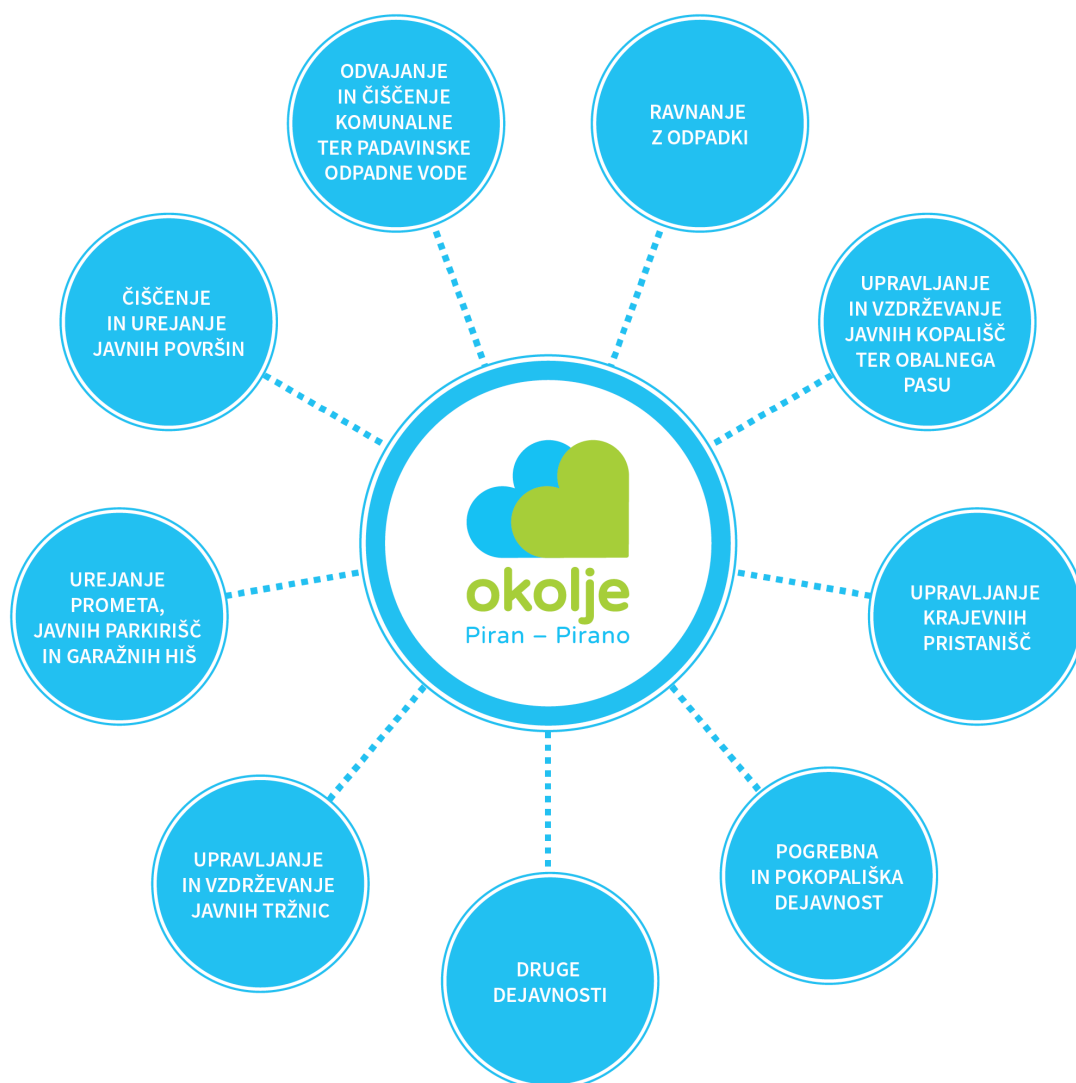 ODVAJANJE
IN ČIŠČENJE
KOMUNALNE
TER PADAVINSKE
ODPADNE VODE
RAVNANJE
Z ODPADKI
UPRAVLJANJE
IN VZDRŽEVANJE
JAVNIH KOPALIŠČ
TER OBALNEGA
PASU
UPRAVLJANJE
KRAJEVNIH
PRISTANIŠČ
POGREBNA
IN POKOPALIŠKA
DEJAVNOST
DRUGE
DEJAVNOSTI
UPRAVLJANJE
IN VZDRŽEVANJE
JAVNIH TRŽNIC
UREJANJE
PROMETA,
JAVNIH PARKIRIŠČ
IN GARAŽNIH HIŠ
ČIŠČENJE
IN UREJANJE
JAVNIH POVRŠIN
okolje
Piran – Pirano